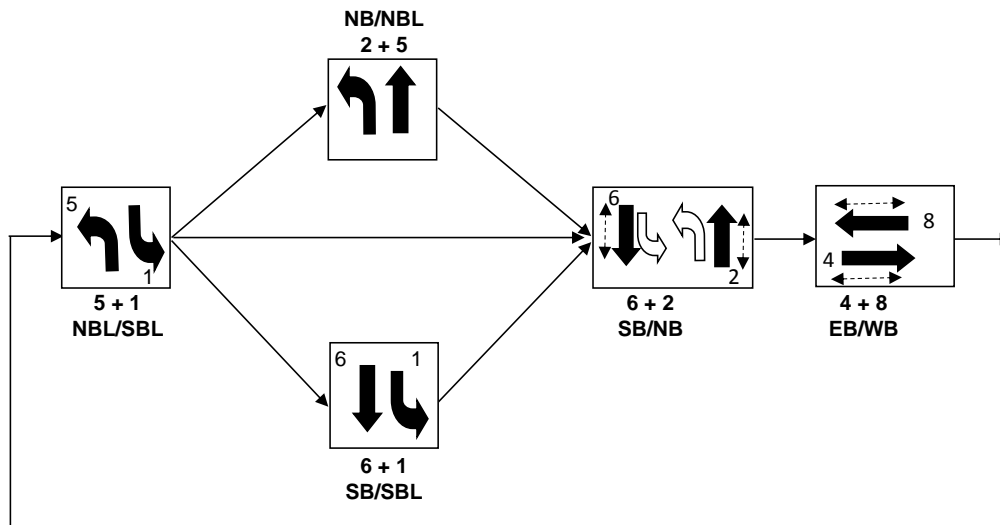 NB/NBL
2 + 5
5
1
5 + 1
NBL/SBL
6
2
6 + 2
SB/NB
8
4
4 + 8
EB/WB
6 1
6 + 1
SB/SBL